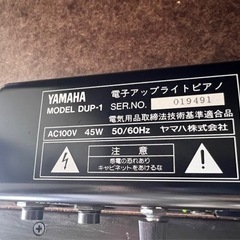 YAMAHA
MODEL DUP-1
電子アップライトピアノ
SER.NO. 019491
電気用品取締法技術基準適合品
AC100V 45W 50/60Hz
ヤマハ株式会社
注意
感電の恐れあり
キャビネットをあけるな